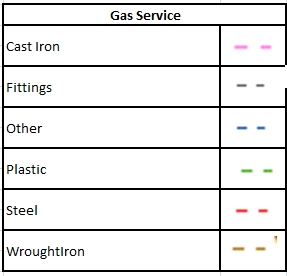 Gas Service
Cast Iron
Fittings
Other
Plastic
Steel
WroughtIron